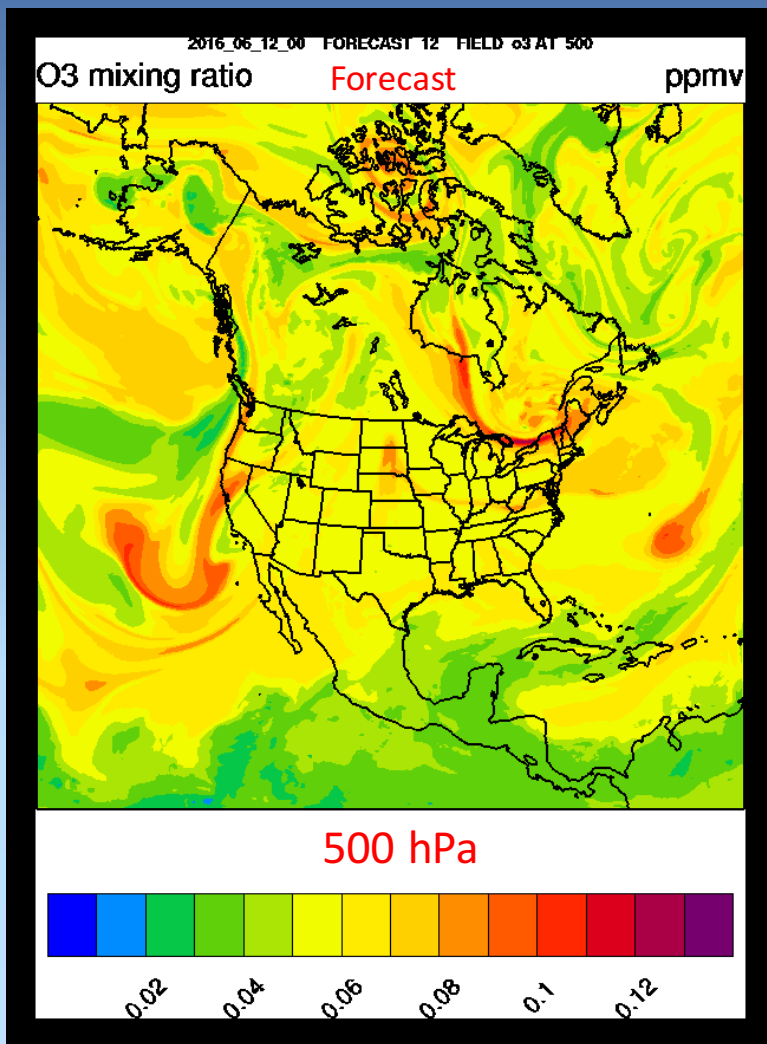 2016_06_12_00 FORECAST 12 FIELD o3 AT 500
O3 mixing ratio Forecast ppmv
500 hPa
0.02 0.04 0.06 0.08 0.1 0.12